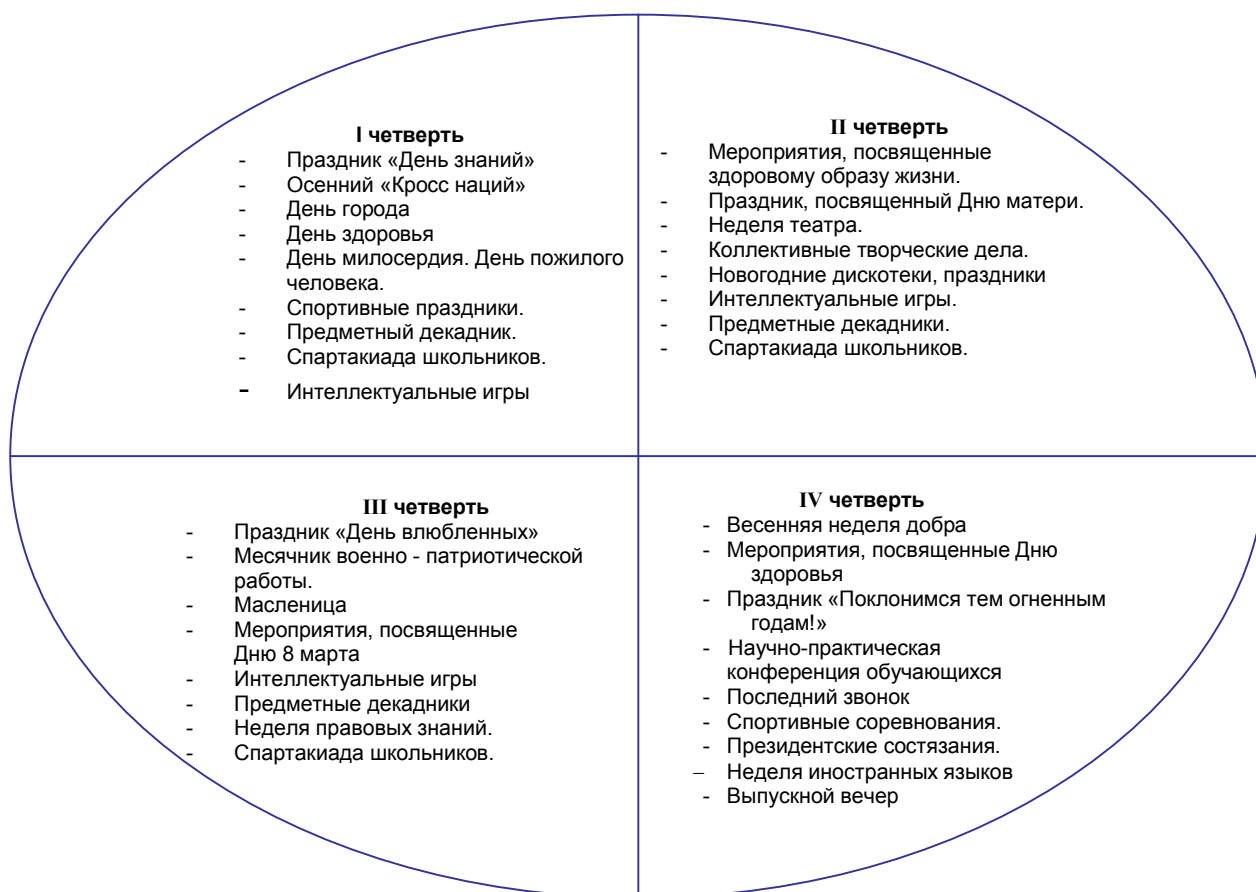 I четверть
- Праздник «День знаний»
- Осенний «Кросс наций»
- День города
- День здоровья
- День милосердия. День пожилого
человека.
- Спортивные праздники.
- Предметный декадник.
- Спартакиада школьников.
- Интеллектуальные игры
II четверть
- Мероприятия, посвященные
здоровому образу жизни.
- Праздник, посвященный Дню матери.
- Неделя театра.
- Коллективные творческие дела.
- Новогодние дискотеки, праздники
- Интеллектуальные игры.
- Предметные декадники.
- Спартакиада школьников.
III четверть
- Праздник «День влюбленных»
- Месячник военно - патриотической
работы.
- Масленица
- Мероприятия, посвященные
Дню 8 марта
- Интеллектуальные игры
- Предметные декадники
- Неделя правовых знаний.
- Спартакиада школьников.
IV четверть
- Весенняя неделя добра
- Мероприятия, посвященные Дню
здоровья
- Праздник «Поклонимся тем огненным
годам!»
- Научно-практическая
конференция обучающихся
- Последний звонок
- Спортивные соревнования.
- Президентские состязания.
– Неделя иностранных языков
- Выпускной вечер